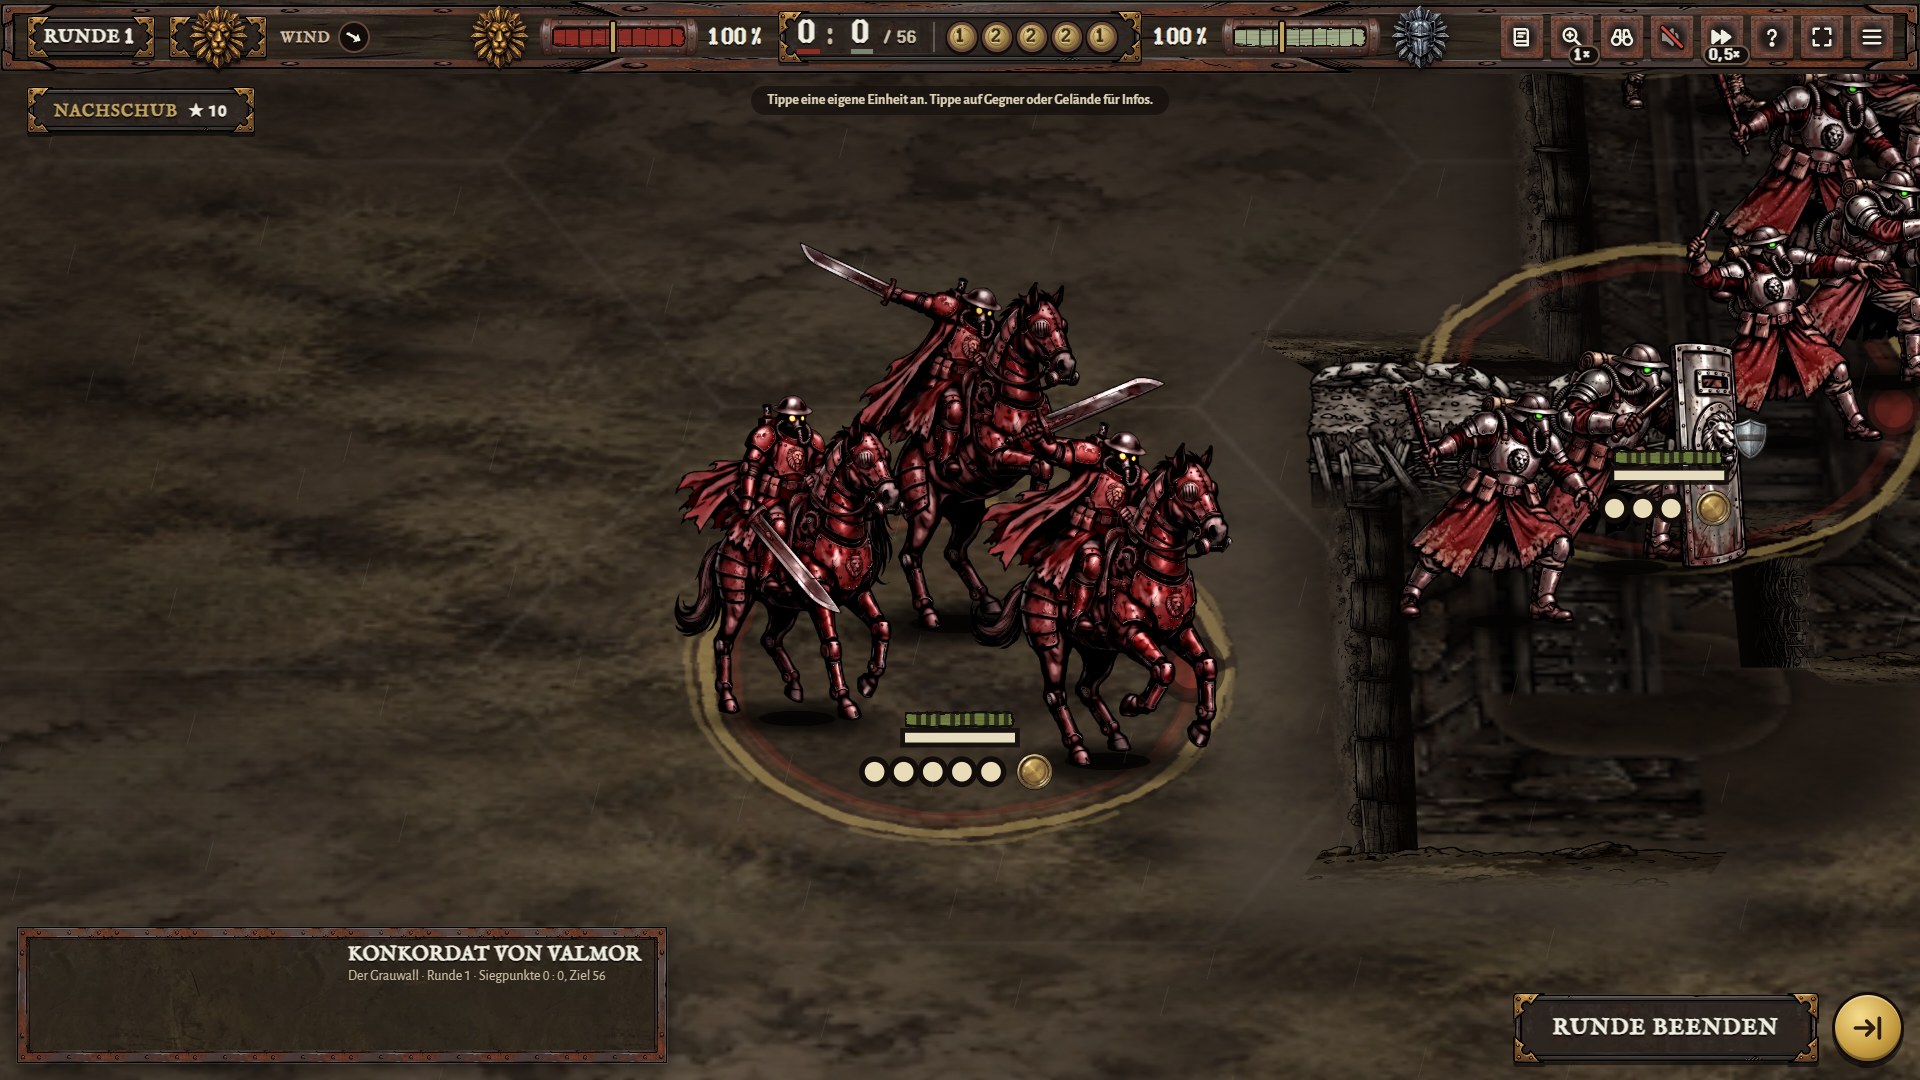 RUNDE 1
WIND
100 %
0 : 0 / 56
1 2 2 2 1
100 %
1×
0,5×
?
NACHSCHUB ★ 10
Tippe eine eigene Einheit an. Tippe auf Gegner oder Gelände für Infos.
KONKORDAT VON VALMOR
Der Grauwall · Runde 1 · Siegpunkte 0 : 0, Ziel 56
RUNDE BEENDEN